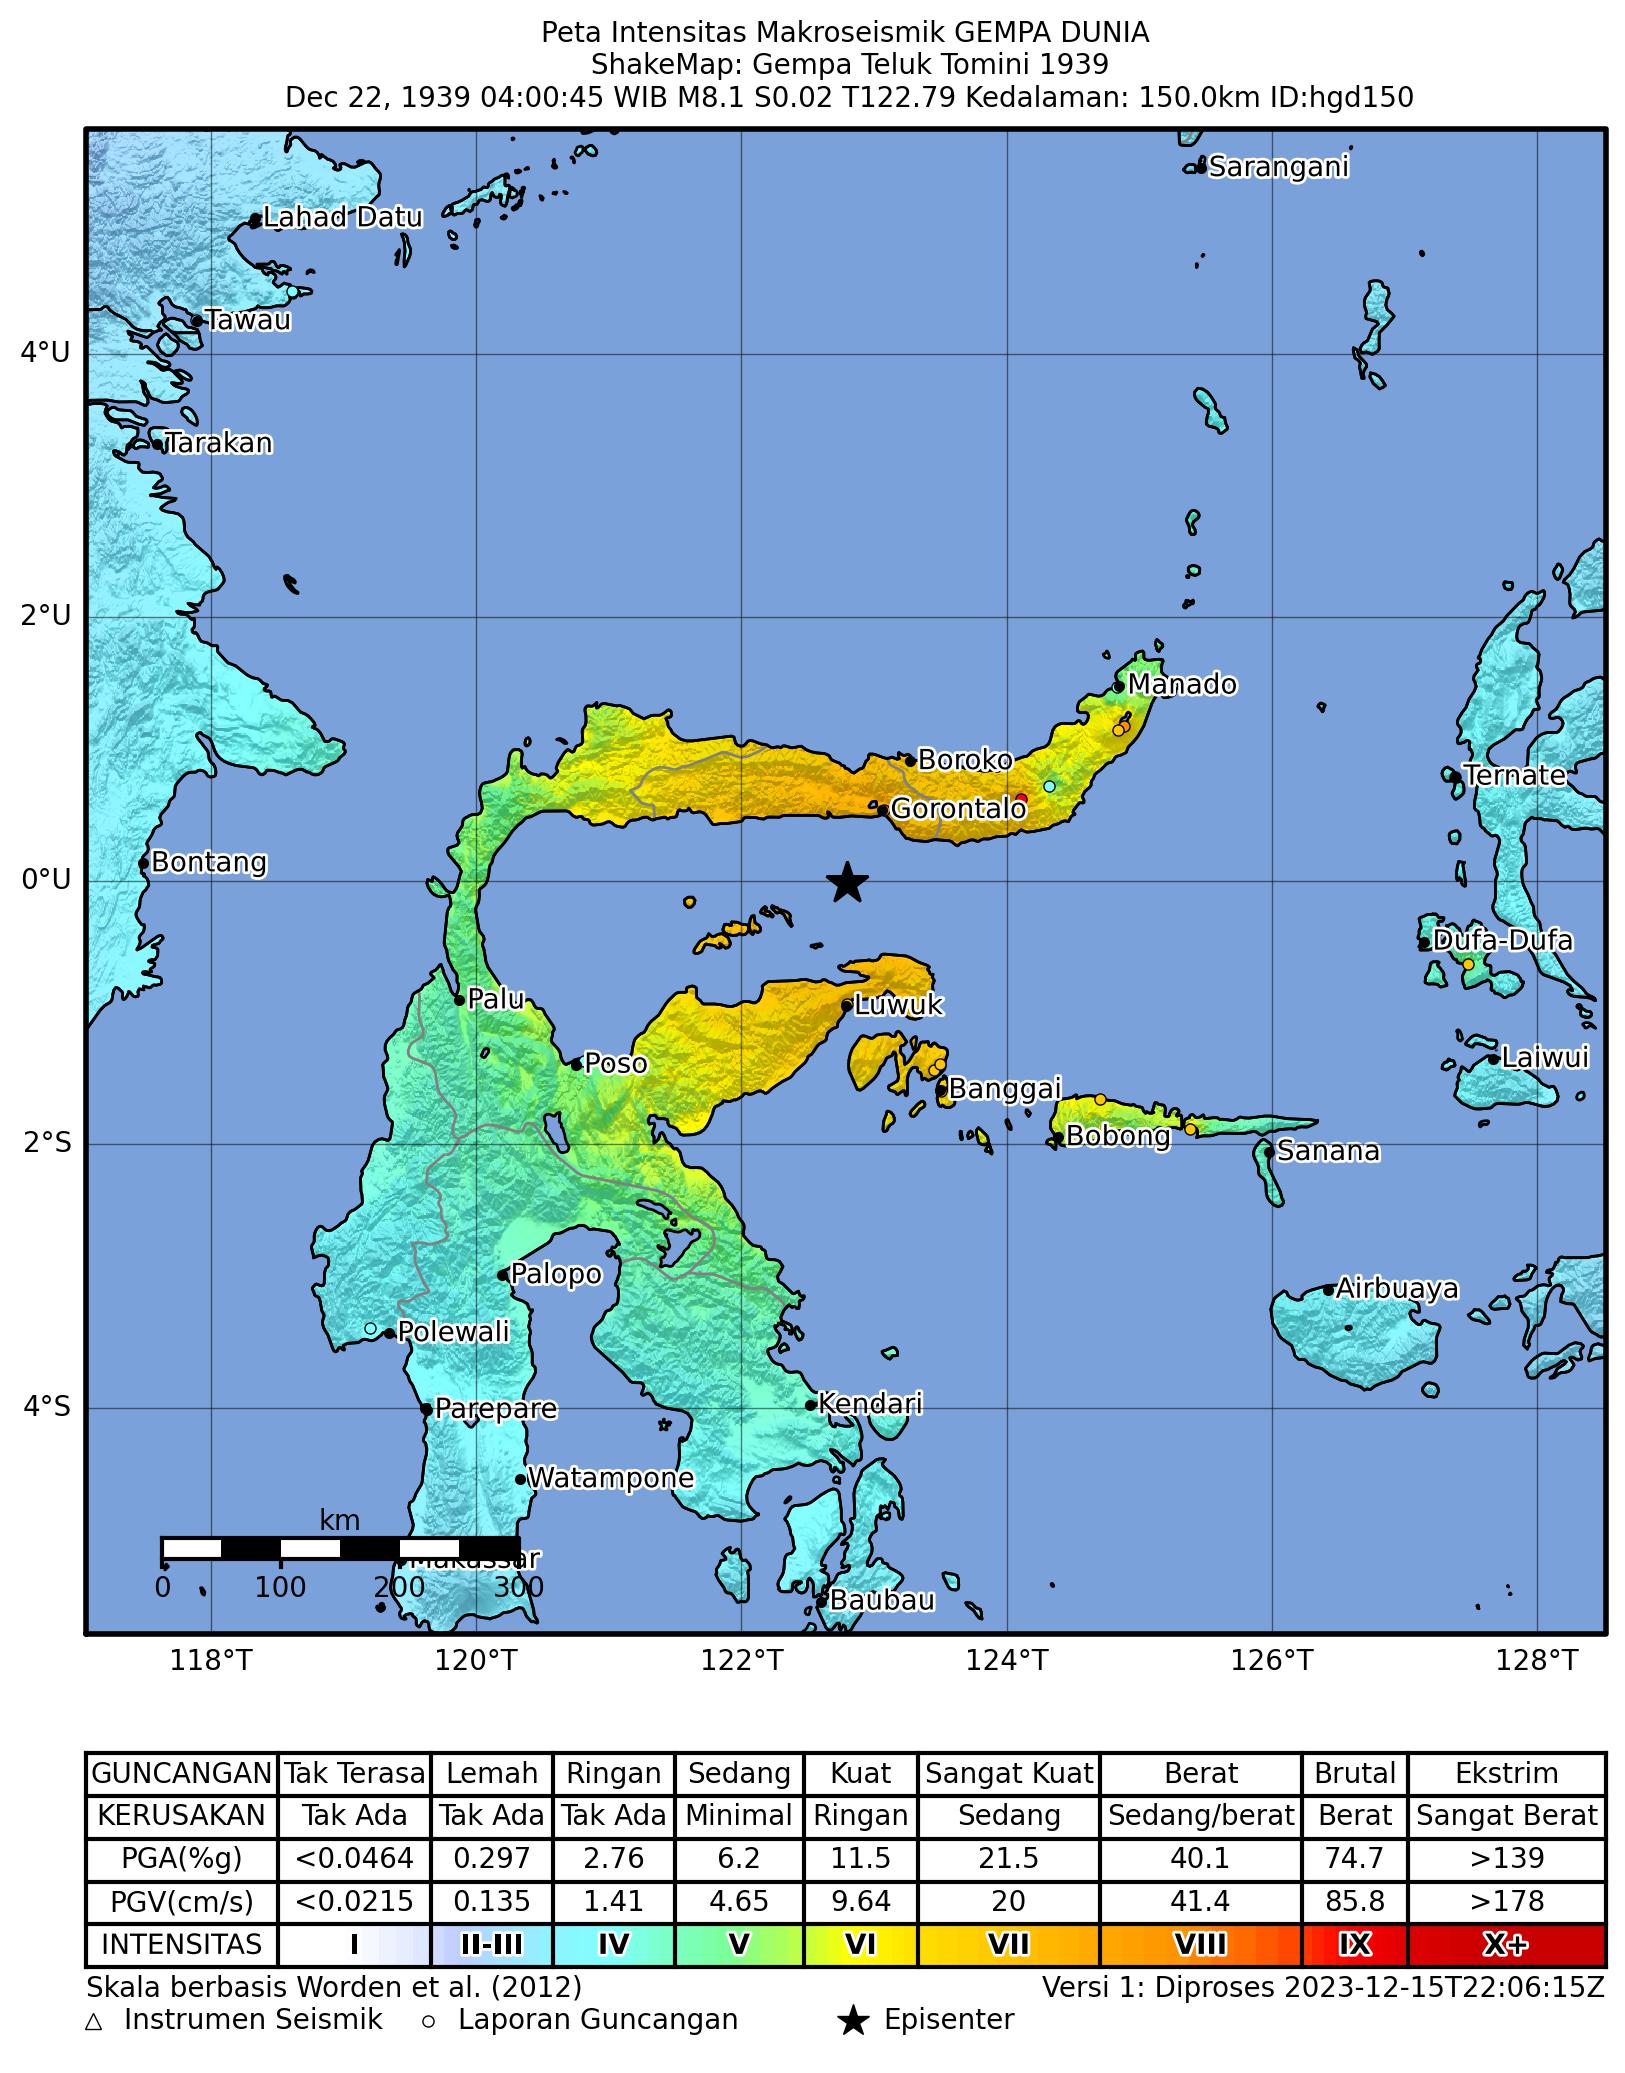 Peta Intensitas Makroseismik GEMPA DUNIA
ShakeMap: Gempa Teluk Tomini 1939
Dec 22, 1939 04:00:45 WIB M8.1 S0.02 T122.79 Kedalaman: 150.0km ID:hgd150
Sarangani
Lahad Datu
Tawau
4°U
Tarakan
2°U
Manado
Boroko
Ternate
Gorontalo
Bontang
0°U
Dufa-Dufa
Palu
Luwuk
Laiwui
Poso
Banggai
Bobong
2°S
Sanana
Palopo
Airbuaya
Polewali
Kendari
4°S
Parepare
Watampone
km
Makassar
0 100 200 300
Baubau
118°T 120°T 122°T 124°T 126°T 128°T
GUNCANGAN Tak Terasa Lemah Ringan Sedang Kuat Sangat Kuat Berat Brutal Ekstrim
KERUSAKAN Tak Ada Tak Ada Tak Ada Minimal Ringan Sedang Sedang/berat Berat Sangat Berat
PGA(%g) <0.0464 0.297 2.76 6.2 11.5 21.5 40.1 74.7 >139
PGV(cm/s) <0.0215 0.135 1.41 4.65 9.64 20 41.4 85.8 >178
INTENSITAS I II-III IV V VI VII VIII IX X+
Skala berbasis Worden et al. (2012) Versi 1: Diproses 2023-12-15T22:06:15Z
Instrumen Seismik Laporan Guncangan Episenter